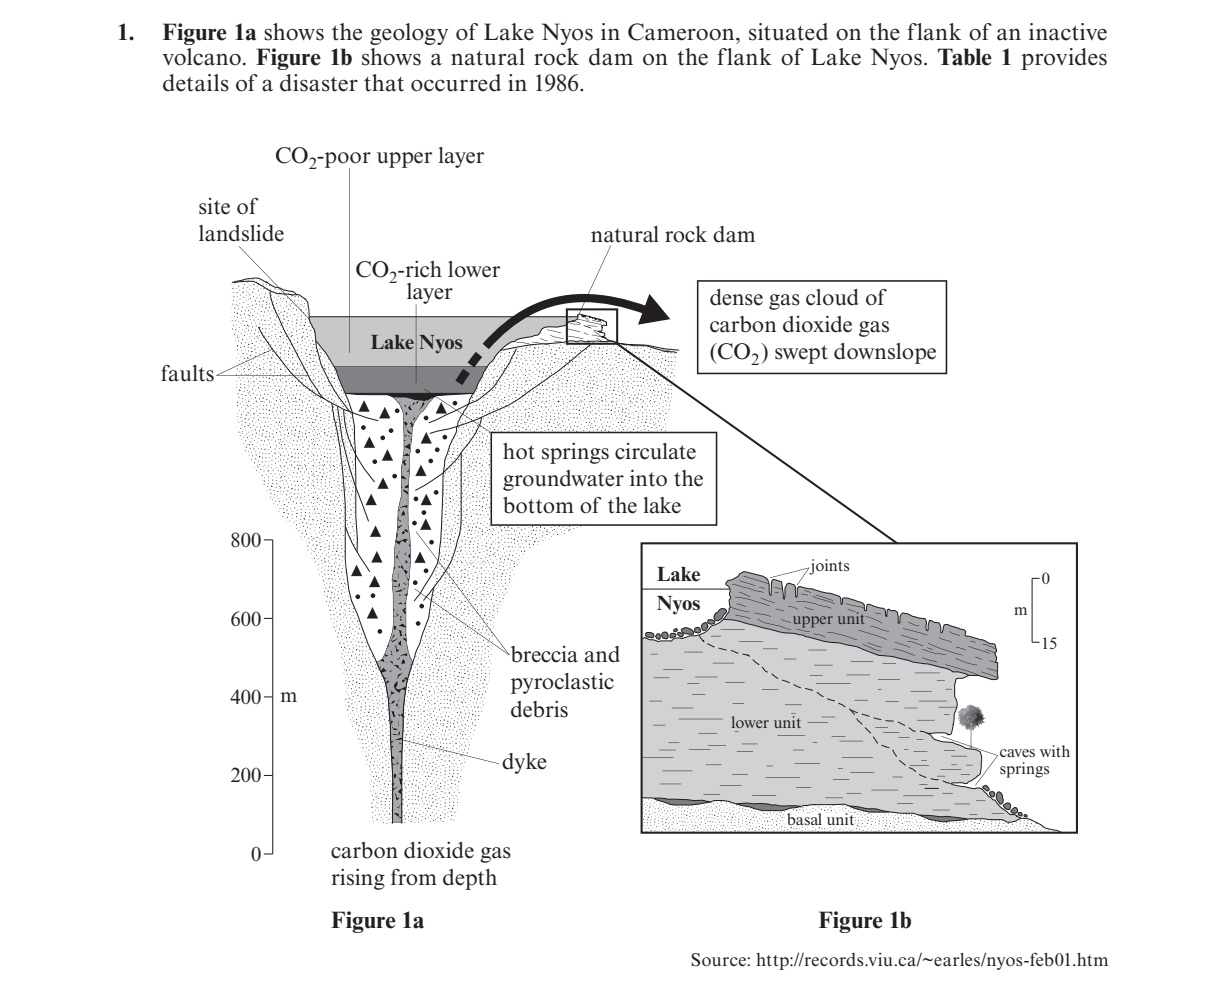 1. Figure 1a shows the geology of Lake Nyos in Cameroon, situated on the flank of an inactive
volcano. Figure 1b shows a natural rock dam on the flank of Lake Nyos. Table 1 provides
details of a disaster that occurred in 1986.
CO₂-poor upper layer
site of
landslide
natural rock dam
CO₂-rich lower
layer
dense gas cloud of
carbon dioxide gas
(CO₂) swept downslope
Lake Nyos
faults
hot springs circulate
groundwater into the
bottom of the lake
800
600
400
m
200
0
breccia and
pyroclastic
debris
dyke
carbon dioxide gas
rising from depth
Figure 1a
Lake
Nyos
joints
upper unit
0
m
15
lower unit
caves with
springs
basal unit
Figure 1b
Source: http://records.viu.ca/~earles/nyos-feb01.htm